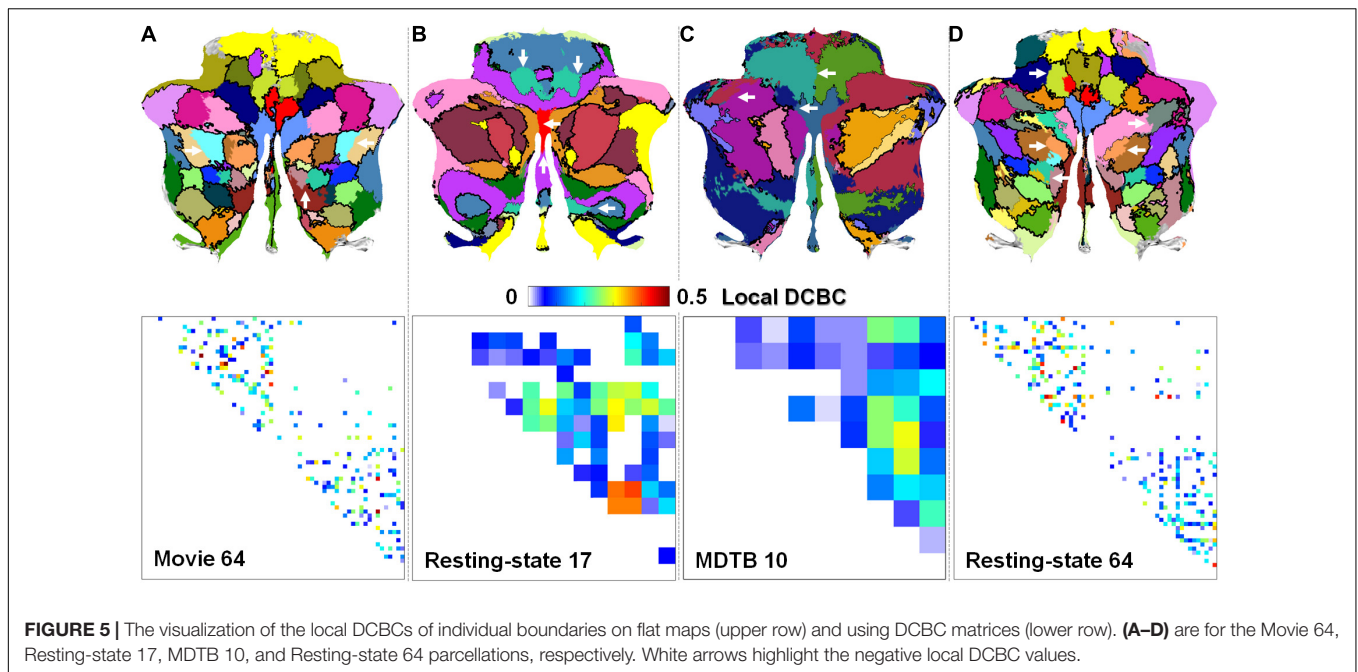 A B C D
0 0.5 Local DCBC
Movie 64 Resting-state 17 MDTB 10 Resting-state 64
FIGURE 5 | The visualization of the local DCBCs of individual boundaries on flat maps (upper row) and using DCBC matrices (lower row). (A–D) are for the Movie 64,
Resting-state 17, MDTB 10, and Resting-state 64 parcellations, respectively. White arrows highlight the negative local DCBC values.